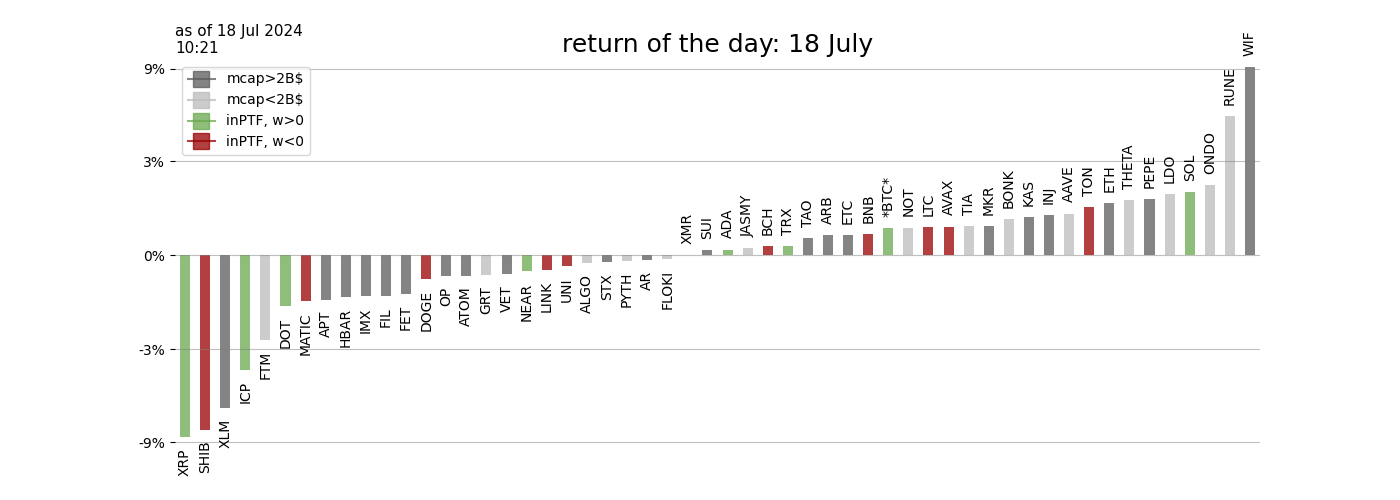 as of 18 Jul 2024
10:21
return of the day: 18 July
9%
3%
0%
-3%
-9%
mcap>2B$
mcap<2B$
inPTF, w>0
inPTF, w<0
XRP
SHIB
XLM
ICP
FTM
DOT
MATIC
APT
HBAR
IMX
FIL
FET
DOGE
OP
ATOM
GRT
VET
NEAR
LINK
UNI
ALGO
STX
PYTH
AR
FLOKI
XMR
SUI
ADA
JASMY
BCH
TRX
TAO
ARB
ETC
BNB
*BTC*
NOT
LTC
AVAX
TIA
MKR
BONK
KAS
INJ
AAVE
TON
ETH
THETA
PEPE
LDO
SOL
ONDO
RUNE
WIF